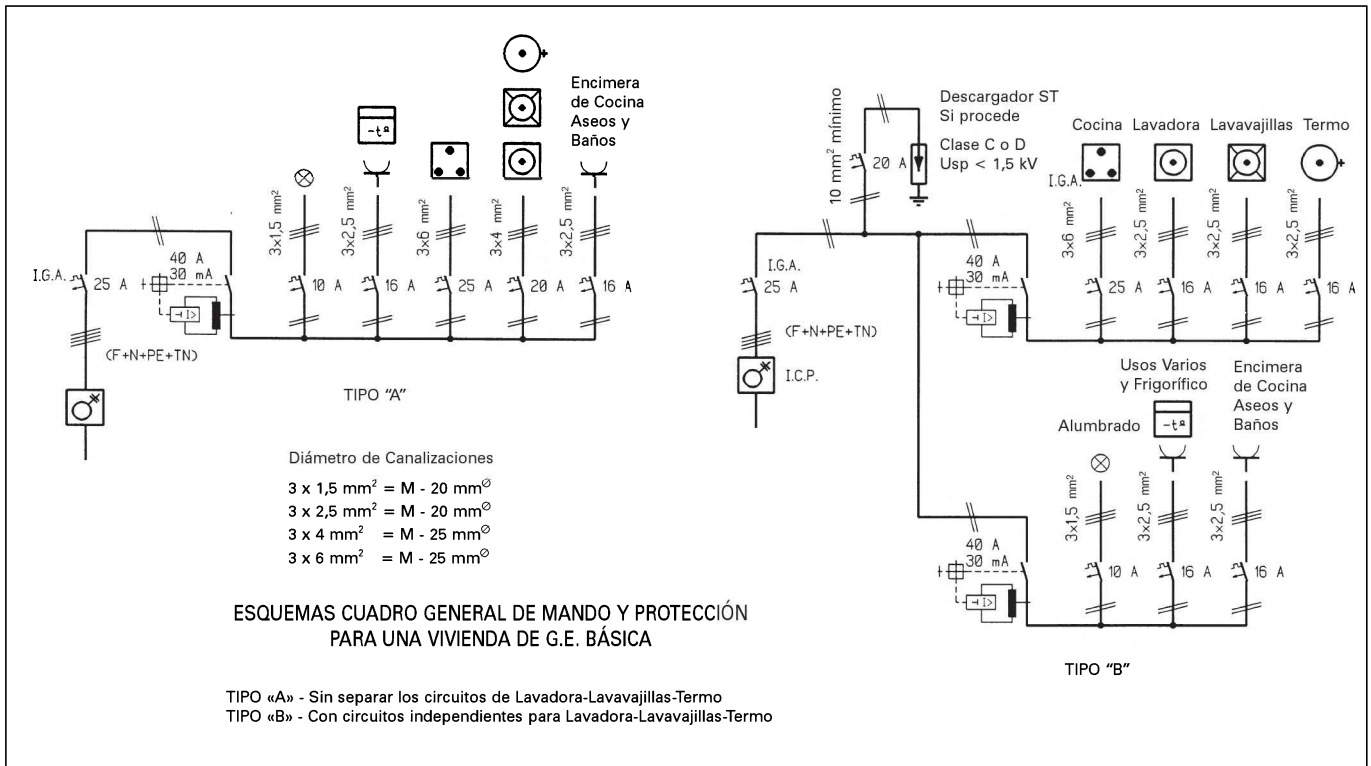 Encimera
de Cocina
Aseos y
Baños
-tª
3x1,5 mm²
3x2,5 mm²
3x6 mm²
3x4 mm²
3x2,5 mm²
I.G.A.
25 A
40 A
30 mA
I>
10 A
16 A
25 A
20 A
16 A
(F+N+PE+TN)
TIPO "A"
Diámetro de Canalizaciones
3 x 1,5 mm² = M - 20 mm∅
3 x 2,5 mm² = M - 20 mm∅
3 x 4 mm² = M - 25 mm∅
3 x 6 mm² = M - 25 mm∅
10 mm² mínimo
20 A
Descargador ST
Si procede
Clase C o D
Usp < 1,5 kV
Cocina
Lavadora
Lavavajillas
Termo
I.G.A.
3x6 mm²
3x2,5 mm²
3x2,5 mm²
3x2,5 mm²
I.G.A.
25 A
40 A
30 mA
I>
25 A
16 A
16 A
16 A
(F+N+PE+TN)
I.C.P.
Alumbrado
Usos Varios
y Frigorífico
-tª
Encimera
de Cocina
Aseos y
Baños
3x1,5 mm²
3x2,5 mm²
3x2,5 mm²
40 A
30 mA
I>
10 A
16 A
16 A
TIPO "B"
ESQUEMAS CUADRO GENERAL DE MANDO Y PROTECCIÓN
PARA UNA VIVIENDA DE G.E. BÁSICA
TIPO «A» - Sin separar los circuitos de Lavadora-Lavavajillas-Termo
TIPO «B» - Con circuitos independientes para Lavadora-Lavavajillas-Termo